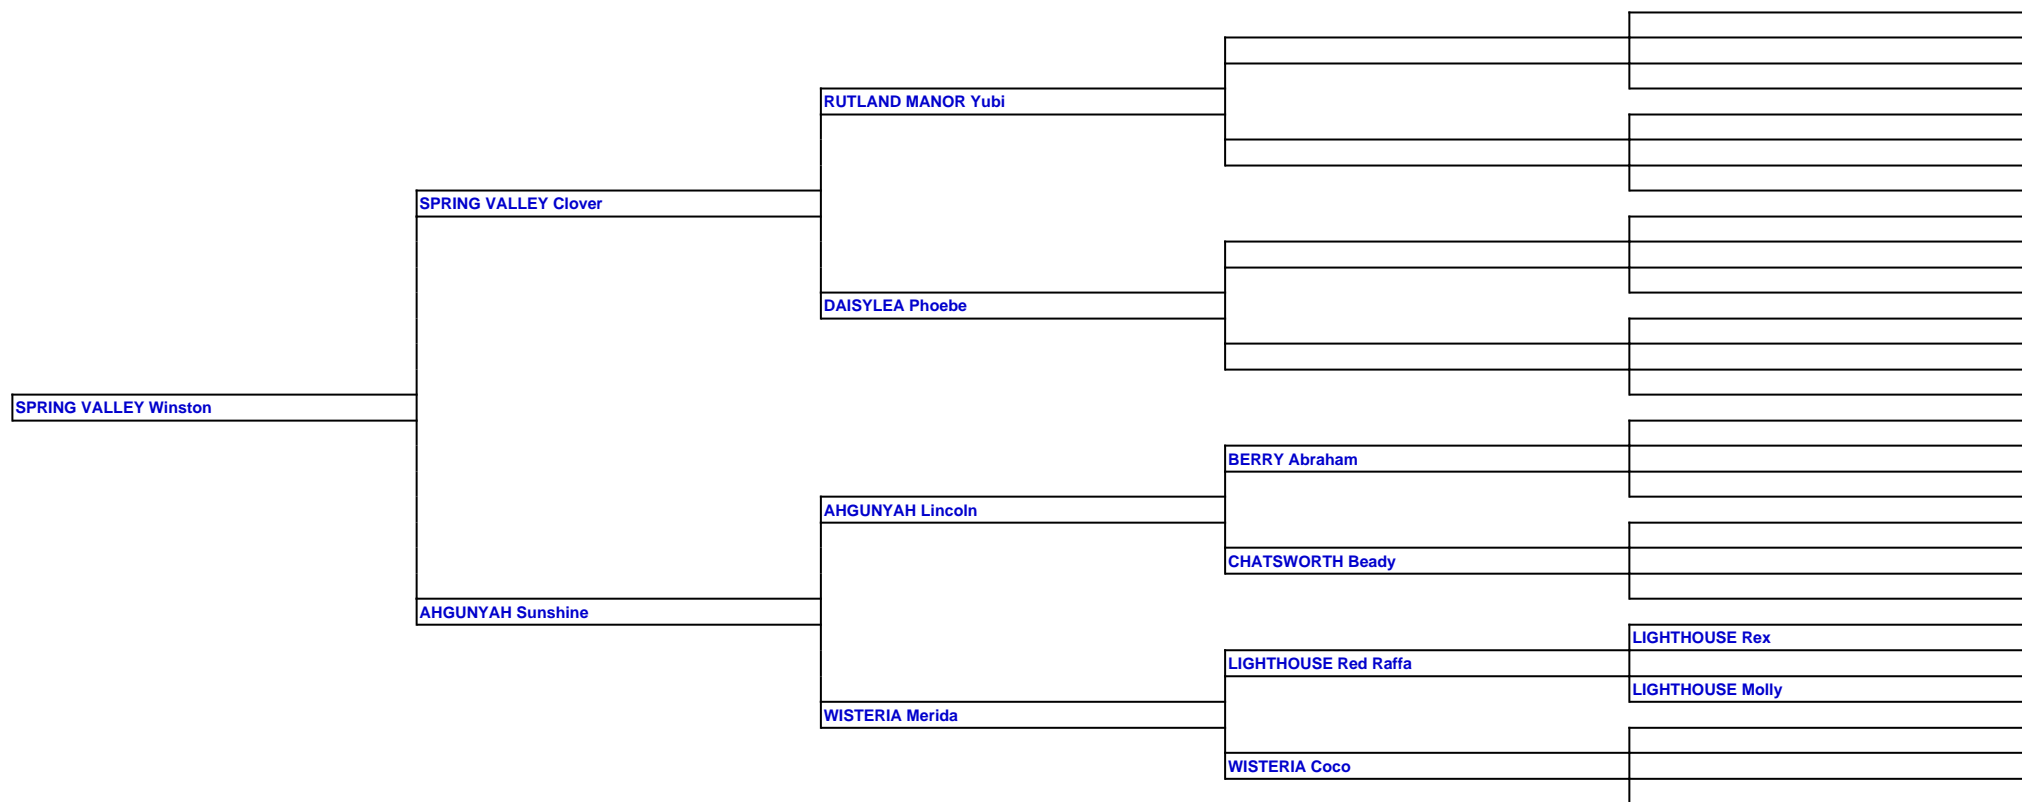 RUTLAND MANOR Yubi
SPRING VALLEY Clover
DAISYLEA Phoebe
SPRING VALLEY Winston
BERRY Abraham
AHGUNYAH Lincoln
CHATSWORTH Beady
AHGUNYAH Sunshine
LIGHTHOUSE Rex
LIGHTHOUSE Red Raffa
LIGHTHOUSE Molly
WISTERIA Merida
WISTERIA Coco